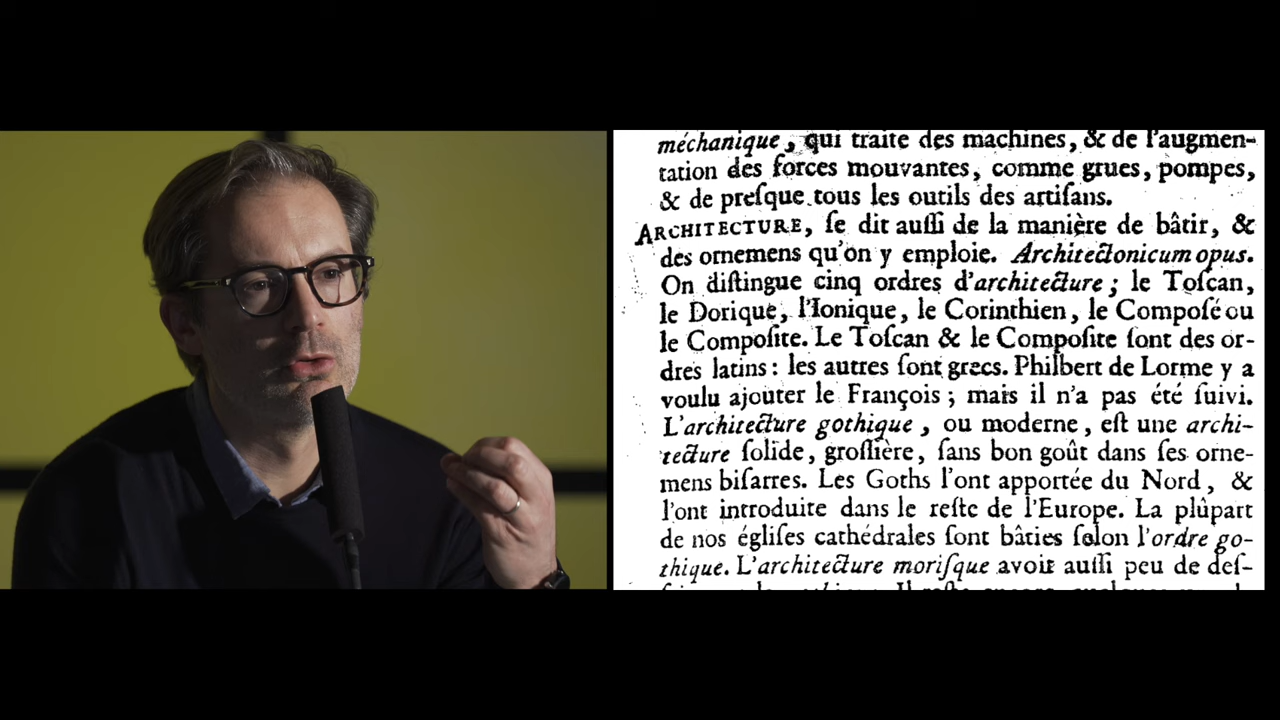 méchanique, qui traite des machines, & de l'augmen-
tation des forces mouvantes, comme grues, pompes,
& de preſque tous les outils des artiſans.
ARCHITECTURE, ſe dit auſſi de la manière de bâtir, &
des ornemens qu'on y emploie. Architectonicum opus.
On diſtingue cinq ordres d'architecture ; le Toſcan,
le Dorique, l'Ionique, le Corinthien, le Compoſé ou
le Compoſite. Le Toſcan & le Compoſite ſont des or-
dres latins : les autres ſont grecs. Philbert de Lorme y a
voulu ajouter le François ; mais il n'a pas été ſuivi.
L'architecture gothique, ou moderne, eſt une archi-
tecture ſolide, groſſière, ſans bon goût dans ſes orne-
mens biſarres. Les Goths l'ont apportée du Nord, &
l'ont introduite dans le reſte de l'Europe. La plûpart
de nos égliſes cathédrales ſont bâties ſelon l'ordre go-
thique. L'architecture moriſque avoit auſſi peu de deſ-